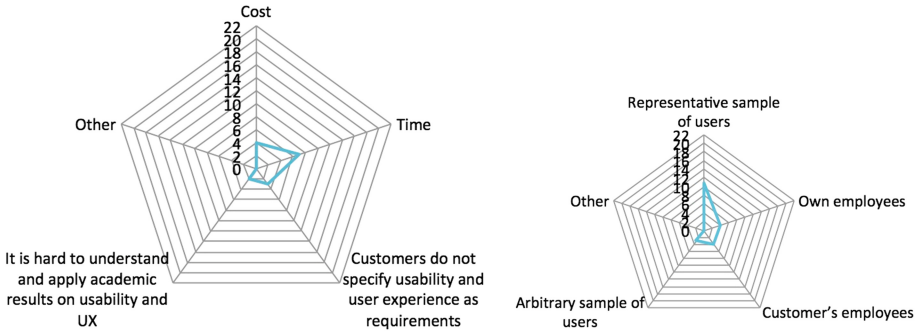 Cost
22
20
18
16
14
12
10
8
6
4
2
0
Time
Customers do not
specify usability and
user experience as
requirements
It is hard to understand
and apply academic
results on usability and
UX
Other
Representative sample
of users
22
20
18
16
14
12
10
8
6
4
2
0
Own employees
Customer's employees
Arbitrary sample of
users
Other